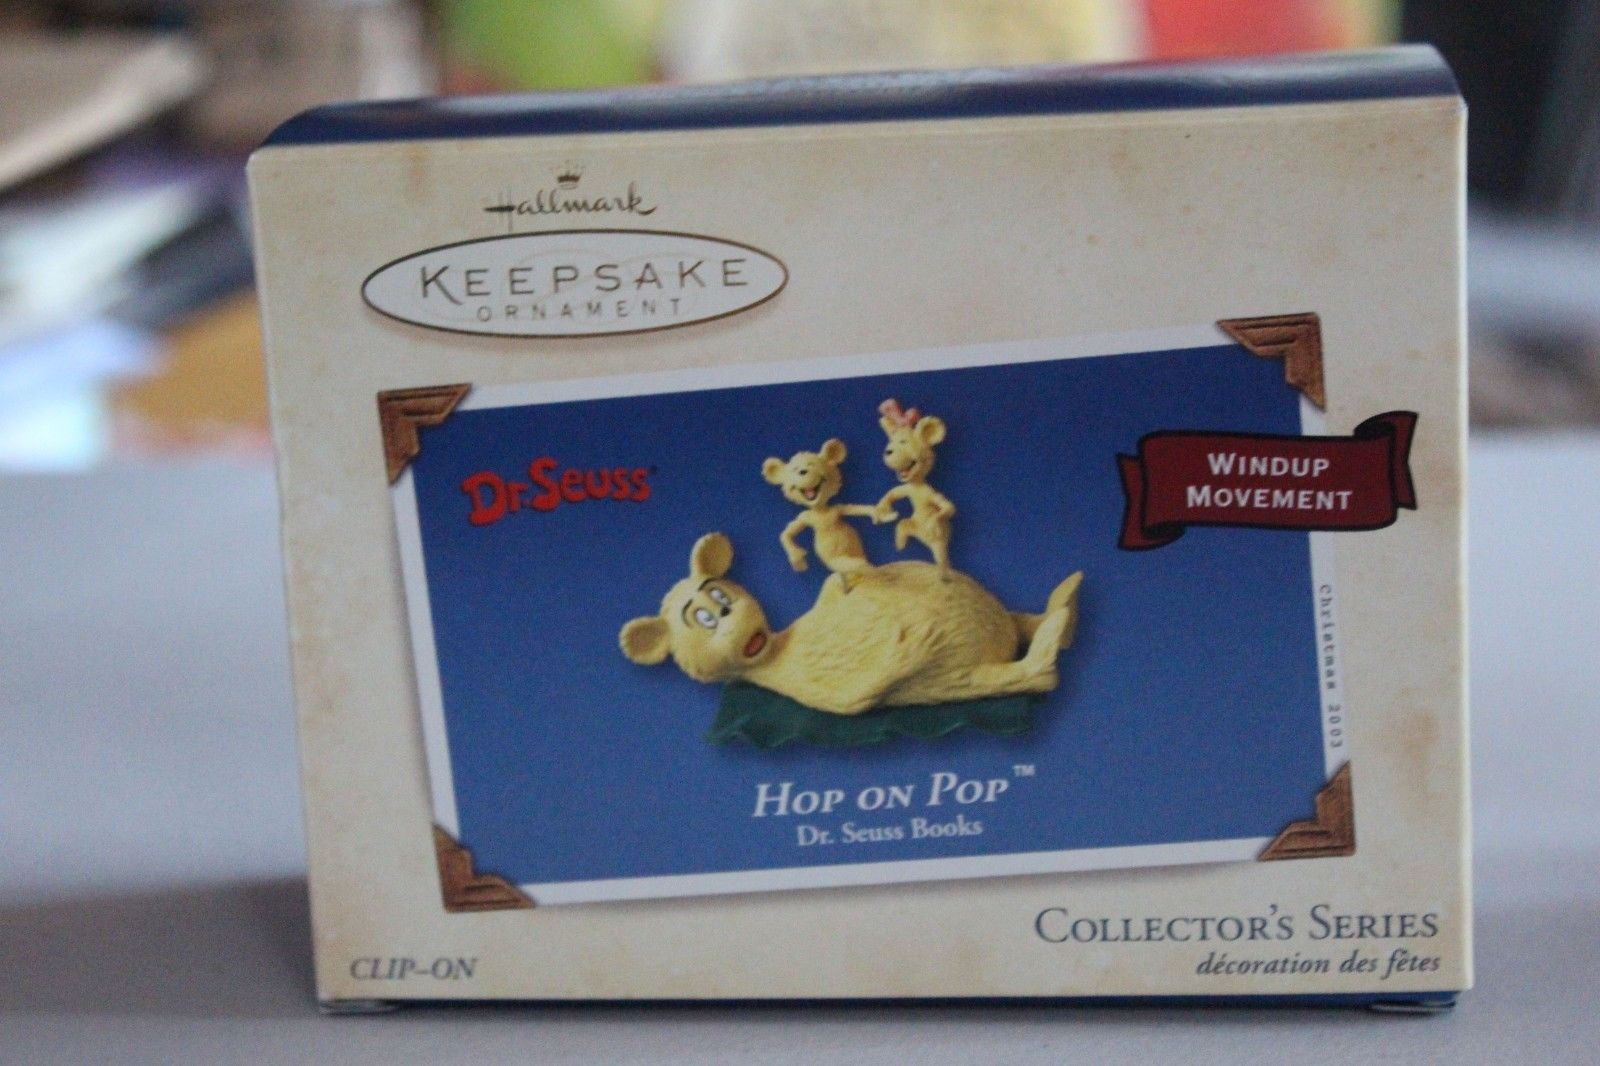 Hallmark
KEEPSAKE
ORNAMENT
Dr. Seuss
WINDUP
MOVEMENT
Christmas 2003
HOP ON POP™
Dr. Seuss Books
COLLECTOR'S SERIES
décoration des fêtes
CLIP-ON